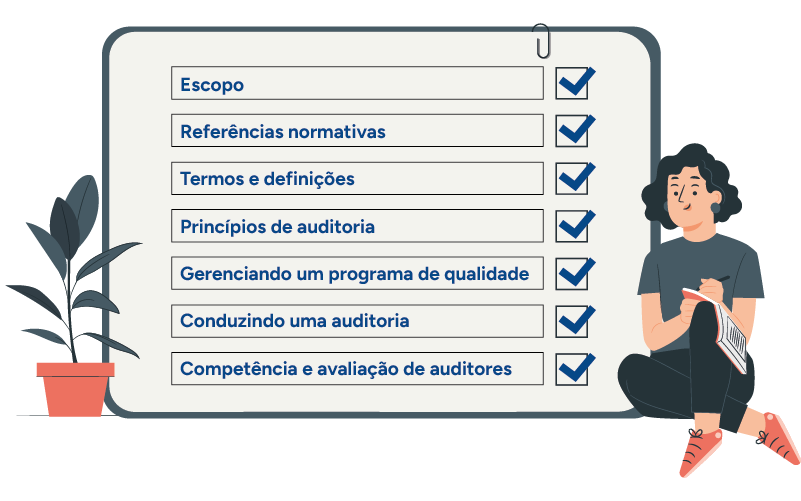 Escopo
Referências normativas
Termos e definições
Princípios de auditoria
Gerenciando um programa de qualidade
Conduzindo uma auditoria
Competência e avaliação de auditores